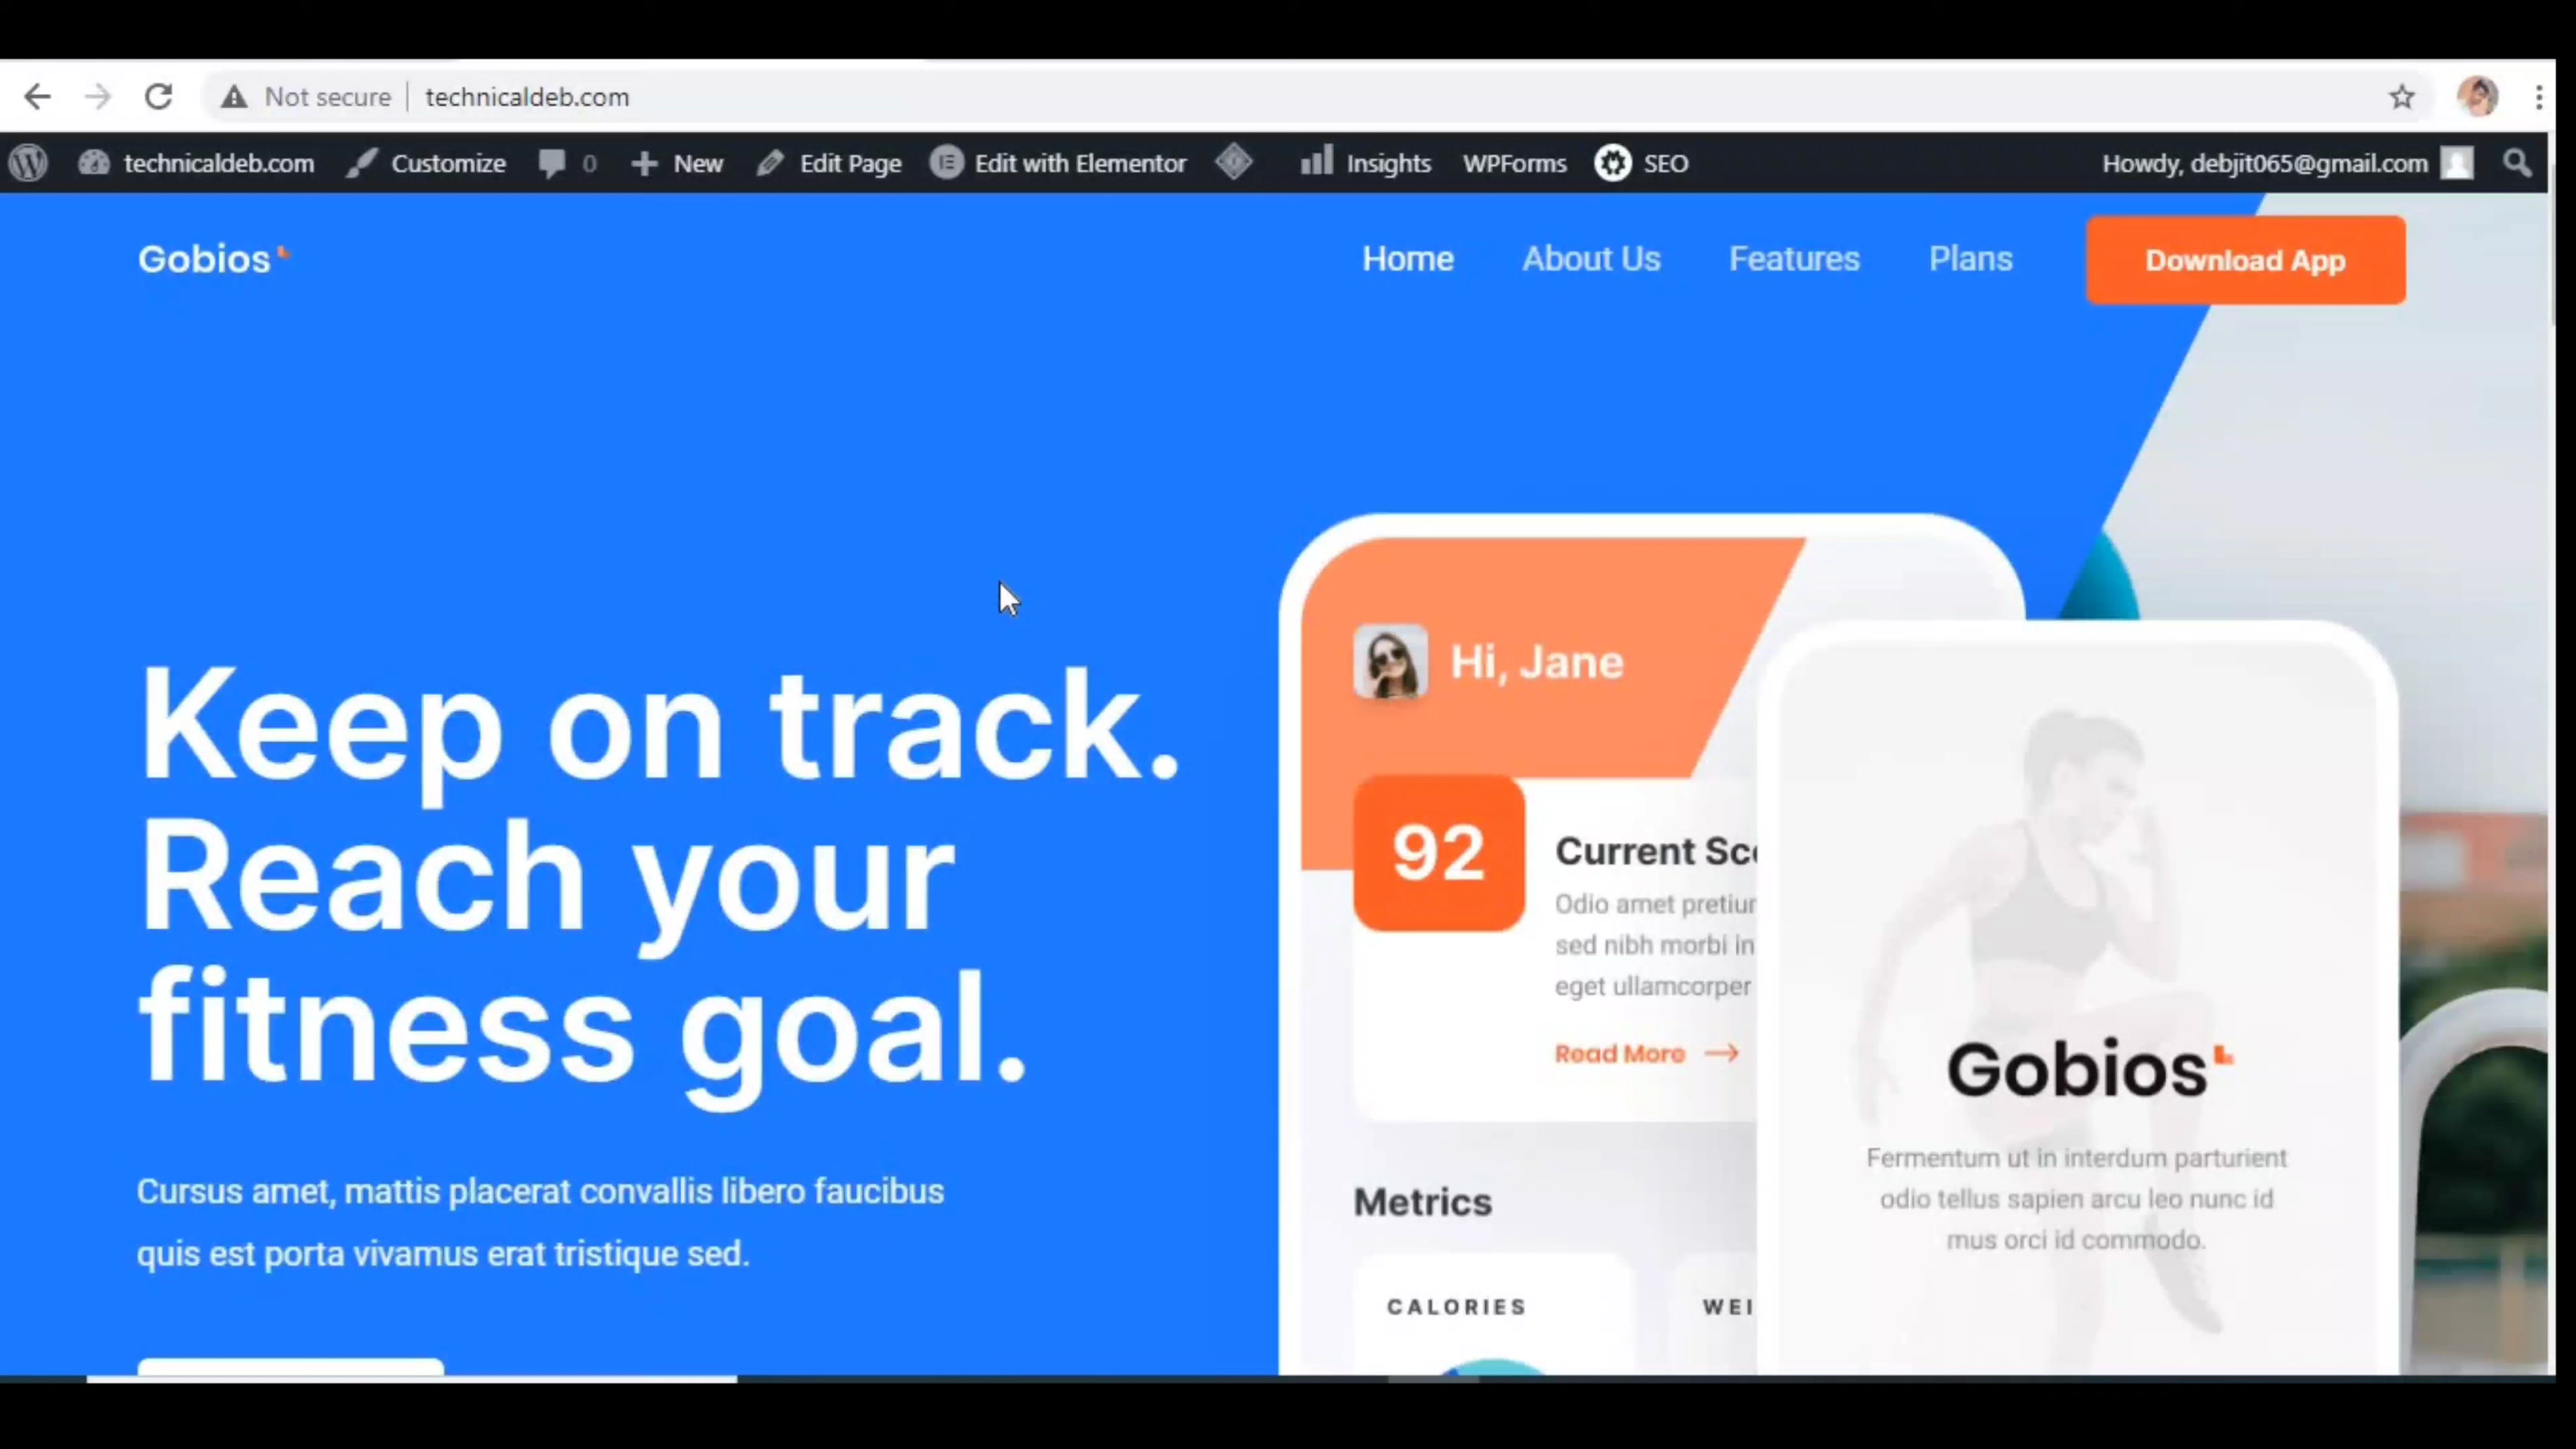 Not secure | technicaldeb.com
technicaldeb.com Customize 0 New Edit Page Edit with Elementor Insights WPForms SEO Howdy, debjit065@gmail.com
Gobios Home About Us Features Plans Download App
Keep on track.
Reach your
fitness goal.
Cursus amet, mattis placerat convallis libero faucibus
quis est porta vivamus erat tristique sed.
Hi, Jane
92
Current Sc
Odio amet pretiur
sed nibh morbi in
eget ullamcorper
Read More
Metrics
CALORIES WEI
Gobios
Fermentum ut in interdum parturient
odio tellus sapien arcu leo nunc id
mus orci id commodo.